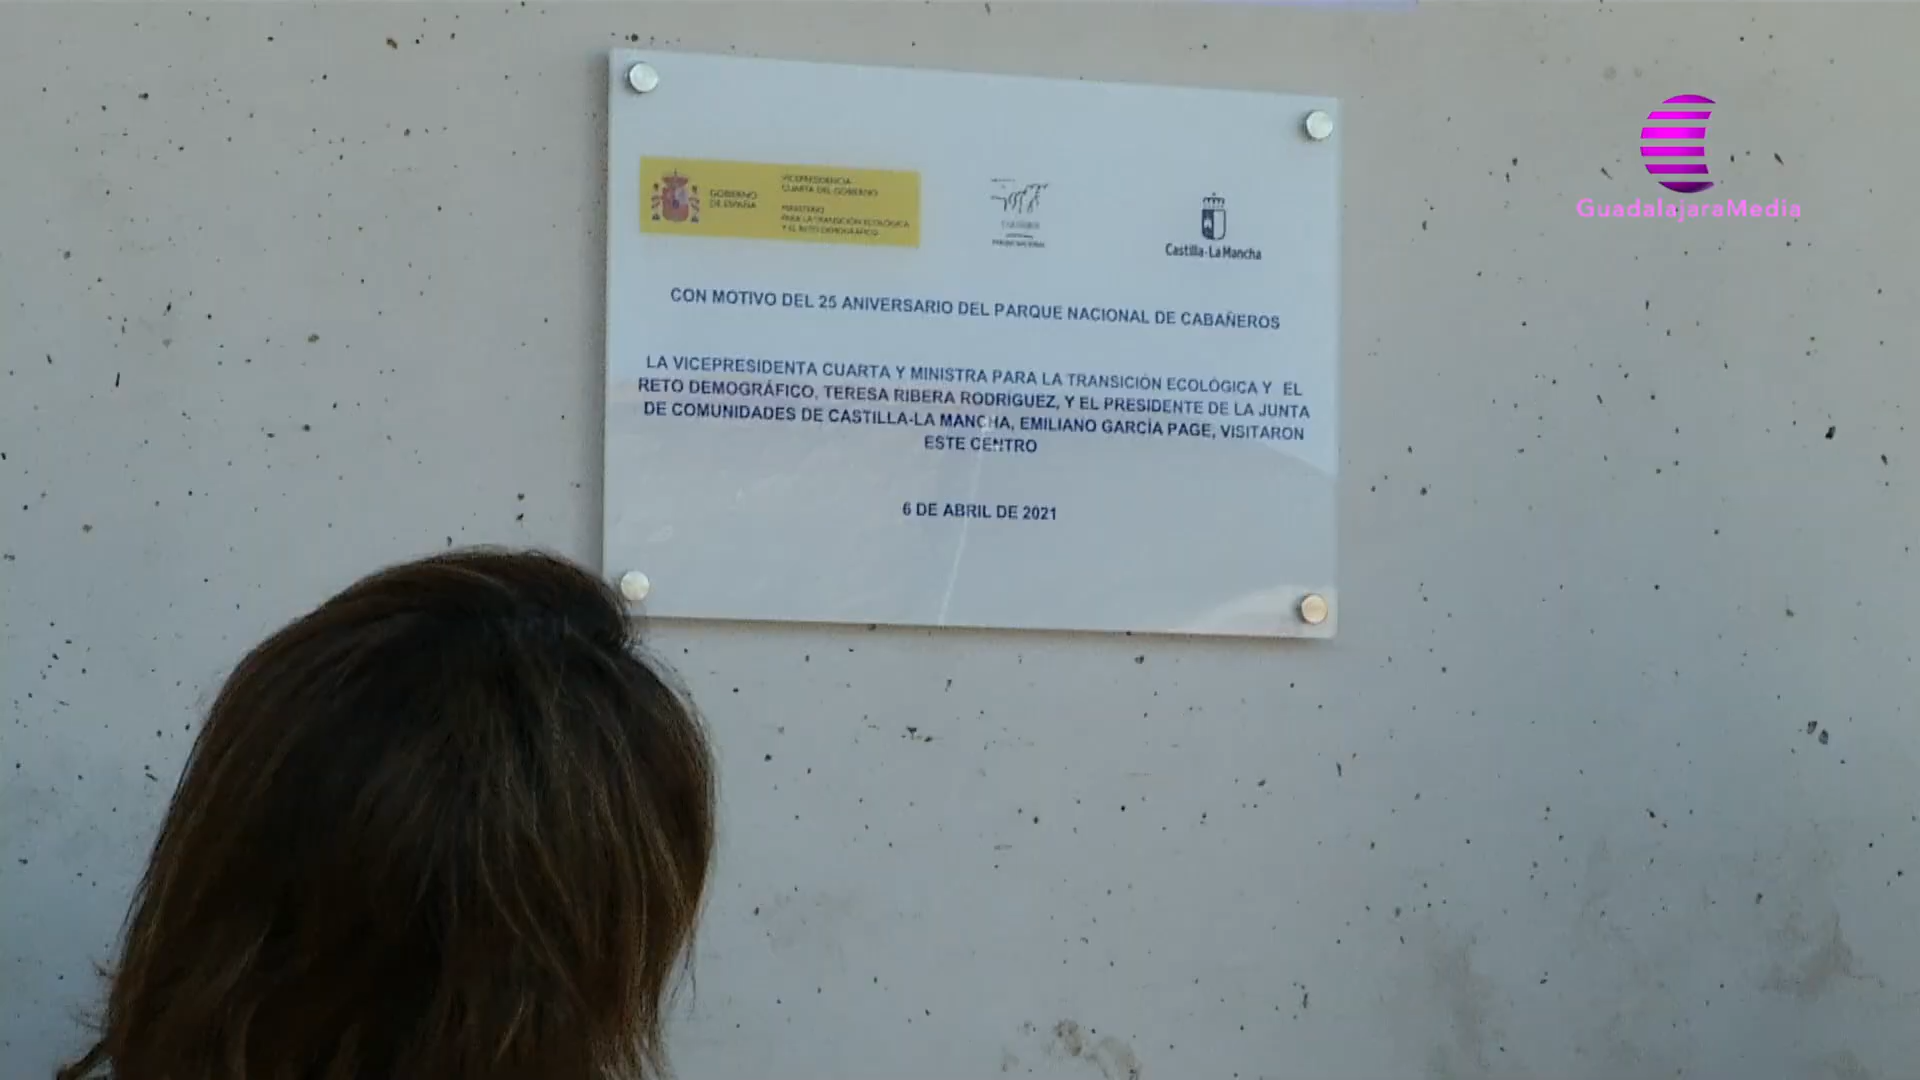 GuadalajaraMedia
GOBIERNO
DE ESPAÑA
VICEPRESIDENCIA
CUARTA DEL GOBIERNO
MINISTERIO
PARA LA TRANSICIÓN ECOLÓGICA
Y EL RETO DEMOGRÁFICO
PARQUE NACIONAL
Castilla-La Mancha
CON MOTIVO DEL 25 ANIVERSARIO DEL PARQUE NACIONAL DE CABAÑEROS
LA VICEPRESIDENTA CUARTA Y MINISTRA PARA LA TRANSICIÓN ECOLÓGICA Y EL
RETO DEMOGRÁFICO, TERESA RIBERA RODRÍGUEZ, Y EL PRESIDENTE DE LA JUNTA
DE COMUNIDADES DE CASTILLA-LA MANCHA, EMILIANO GARCÍA PAGE, VISITARON
ESTE CENTRO
6 DE ABRIL DE 2021